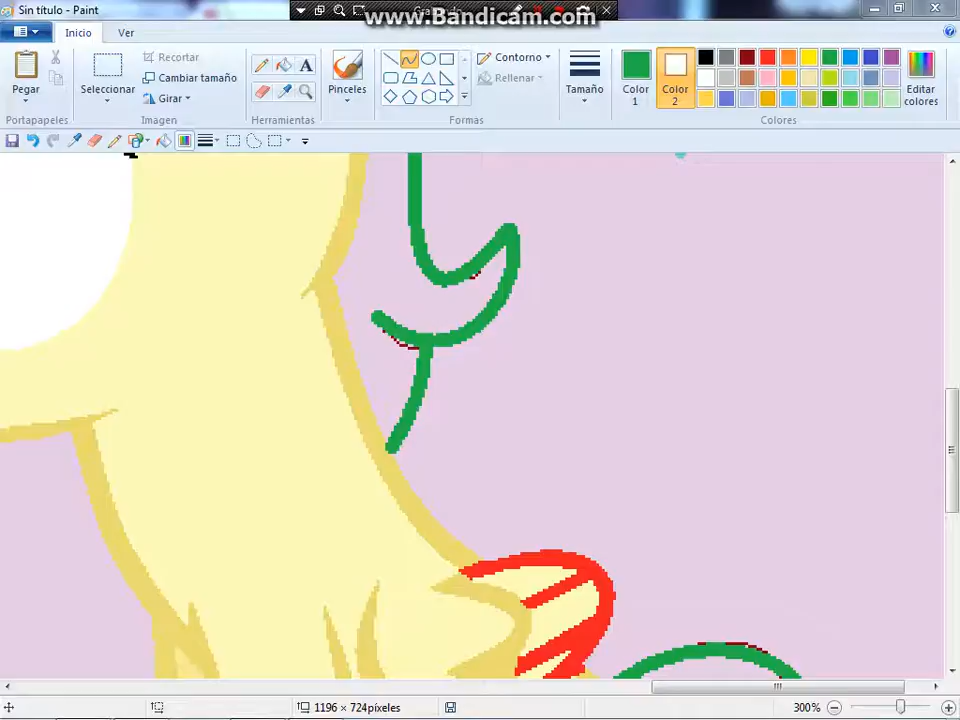 Sin título - Paint
www.Bandicam.com
Inicio
Ver
Pegar
Seleccionar
Recortar
Cambiar tamaño
Girar
Pinceles
Contorno
Rellenar
Tamaño
Color 1
Color 2
Editar colores
Portapapeles
Imagen
Herramientas
Formas
Colores
1196 × 724píxeles
300%